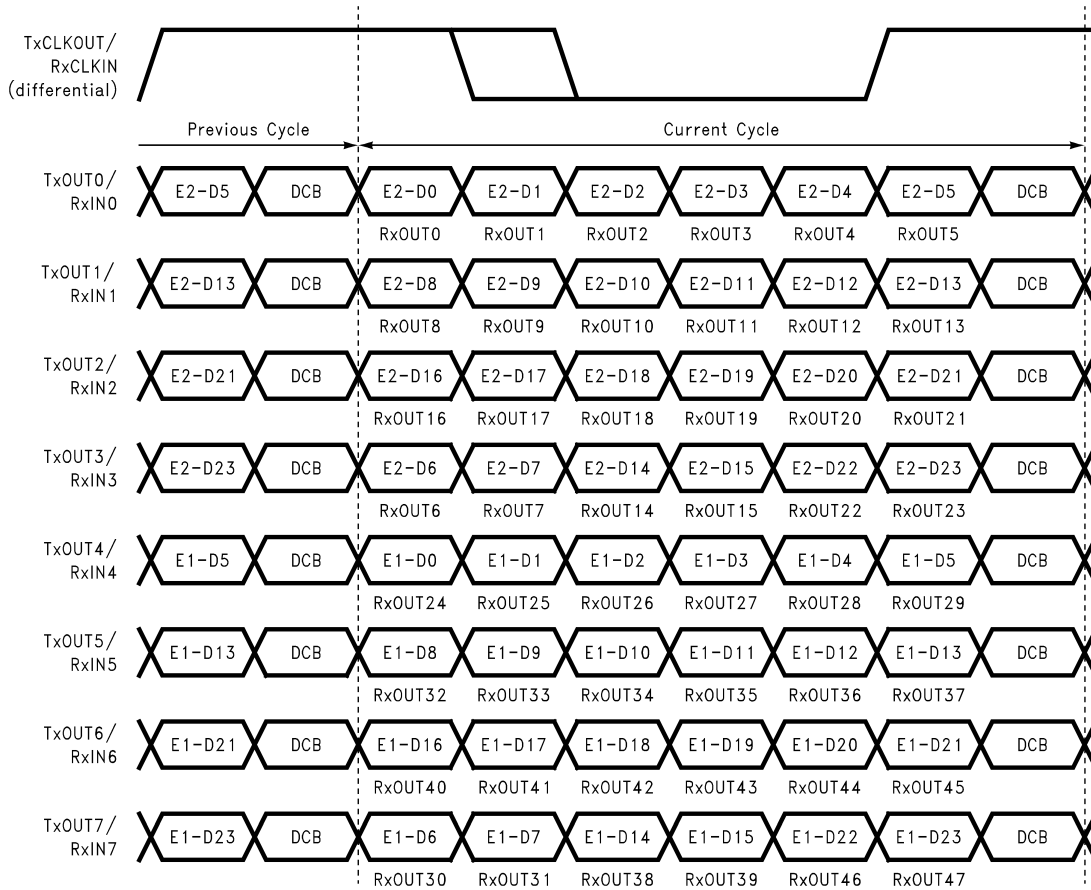 TxCLKOUT/
RxCLKIN
(differential)
Previous Cycle Current Cycle
TxOUT0/
RxIN0
E2-D5 DCB E2-D0 E2-D1 E2-D2 E2-D3 E2-D4 E2-D5 DCB
RxOUT0 RxOUT1 RxOUT2 RxOUT3 RxOUT4 RxOUT5
TxOUT1/
RxIN1
E2-D13 DCB E2-D8 E2-D9 E2-D10 E2-D11 E2-D12 E2-D13 DCB
RxOUT8 RxOUT9 RxOUT10 RxOUT11 RxOUT12 RxOUT13
TxOUT2/
RxIN2
E2-D21 DCB E2-D16 E2-D17 E2-D18 E2-D19 E2-D20 E2-D21 DCB
RxOUT16 RxOUT17 RxOUT18 RxOUT19 RxOUT20 RxOUT21
TxOUT3/
RxIN3
E2-D23 DCB E2-D6 E2-D7 E2-D14 E2-D15 E2-D22 E2-D23 DCB
RxOUT6 RxOUT7 RxOUT14 RxOUT15 RxOUT22 RxOUT23
TxOUT4/
RxIN4
E1-D5 DCB E1-D0 E1-D1 E1-D2 E1-D3 E1-D4 E1-D5 DCB
RxOUT24 RxOUT25 RxOUT26 RxOUT27 RxOUT28 RxOUT29
TxOUT5/
RxIN5
E1-D13 DCB E1-D8 E1-D9 E1-D10 E1-D11 E1-D12 E1-D13 DCB
RxOUT32 RxOUT33 RxOUT34 RxOUT35 RxOUT36 RxOUT37
TxOUT6/
RxIN6
E1-D21 DCB E1-D16 E1-D17 E1-D18 E1-D19 E1-D20 E1-D21 DCB
RxOUT40 RxOUT41 RxOUT42 RxOUT43 RxOUT44 RxOUT45
TxOUT7/
RxIN7
E1-D23 DCB E1-D6 E1-D7 E1-D14 E1-D15 E1-D22 E1-D23 DCB
RxOUT30 RxOUT31 RxOUT38 RxOUT39 RxOUT46 RxOUT47